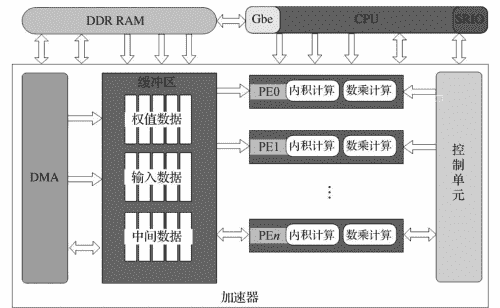 DDR RAM
Gbe
CPU
SRIO
缓冲区
DMA
权值数据
输入数据
中间数据
PE0
内积计算
数乘计算
PE1
内积计算
数乘计算
PEn
内积计算
数乘计算
控制单元
加速器